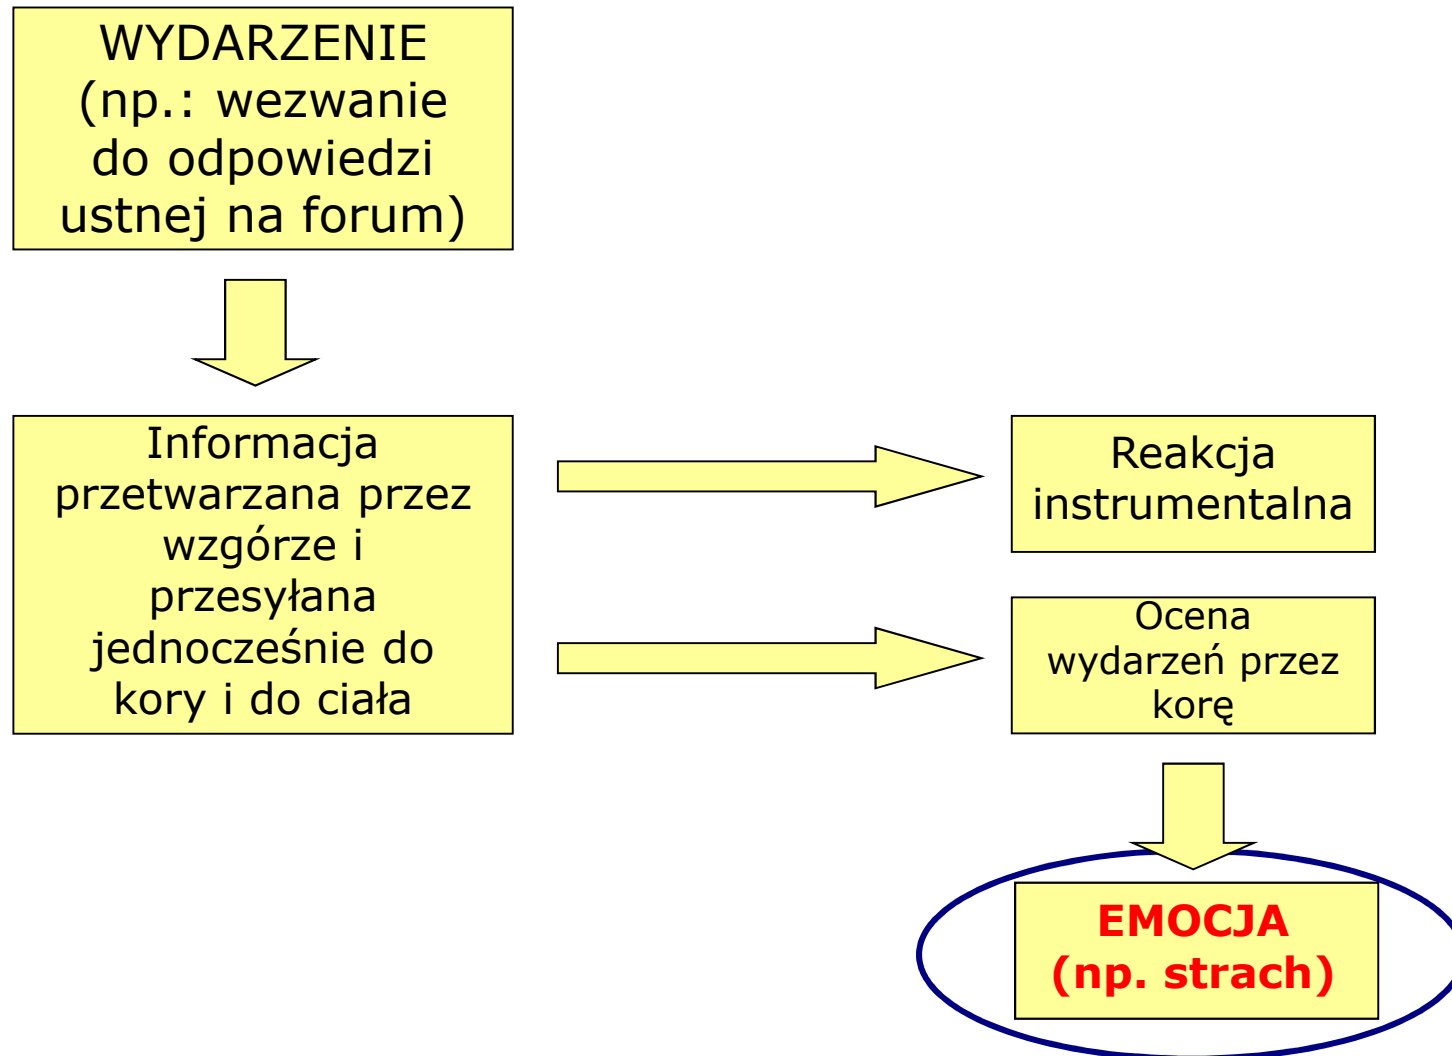 WYDARZENIE
(np.: wezwanie
do odpowiedzi
ustnej na forum)
Informacja
przetwarzana przez
wzgórze i
przesyłana
jednocześnie do
kory i do ciała
Reakcja
instrumentalna
Ocena
wydarzeń przez
korę
EMOCJA
(np. strach)